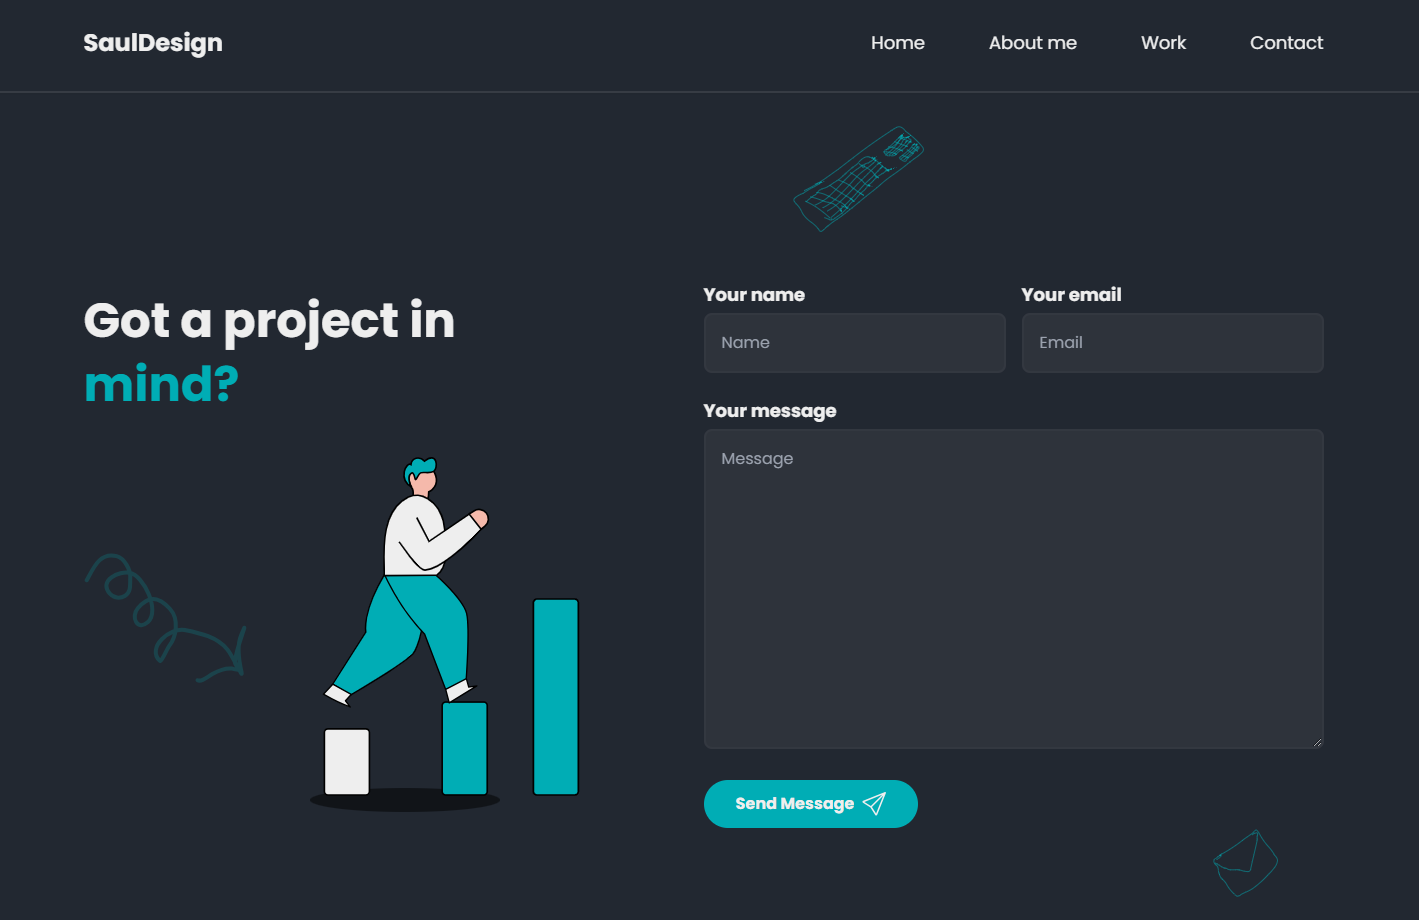 SaulDesign
Home
About me
Work
Contact
Got a project in
mind?
Your name
Your email
Name
Email
Your message
Message
Send Message